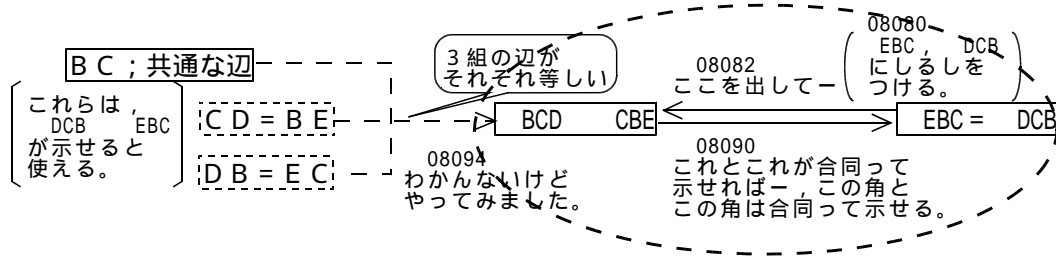 ＢＣ；共通な辺
これらは，
DCB　EBC
が示せると
使える。
ＣＤ＝ＢＥ
ＤＢ＝ＥＣ
３組の辺が
それぞれ等しい
08094
わかんないけど
やってみました。
BCD　CBE
08082
ここを出してー
08090
これとこれが合同って
示せればー，この角と
この角は合同って示せる。
08080
EBC，　DCB
にしるしを
つける。
EBC＝　DCB